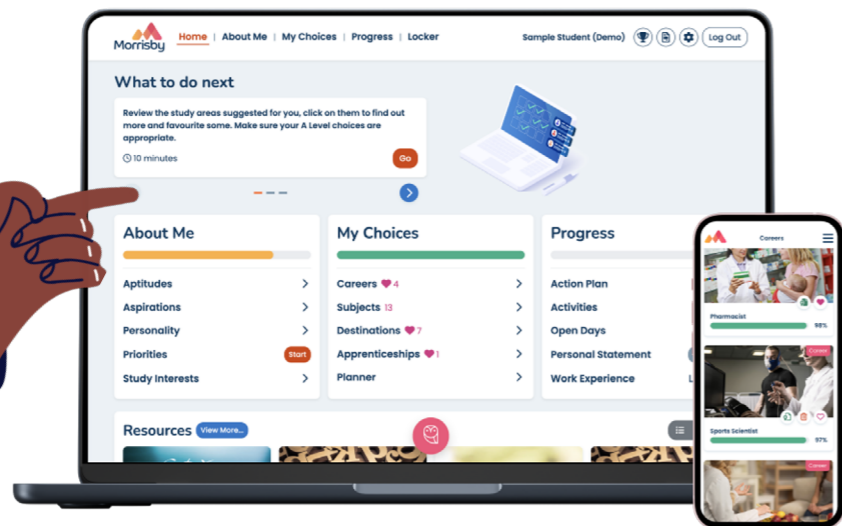 Morrisby
Home | About Me | My Choices | Progress | Locker
Sample Student (Demo)
Log Out
What to do next
Review the study areas suggested for you, click on them to find out
more and favourite some. Make sure your A Level choices are
appropriate.
10 minutes
Go
About Me
Aptitudes
Aspirations
Personality
Priorities
Start
Study Interests
My Choices
Careers 4
Subjects 13
Destinations 7
Apprenticeships 1
Planner
Progress
Action Plan
Activities
Open Days
Personal Statement
Work Experience
Resources
View More...
Careers
Pharmacist
98%
Career
Sports Scientist
97%
Career